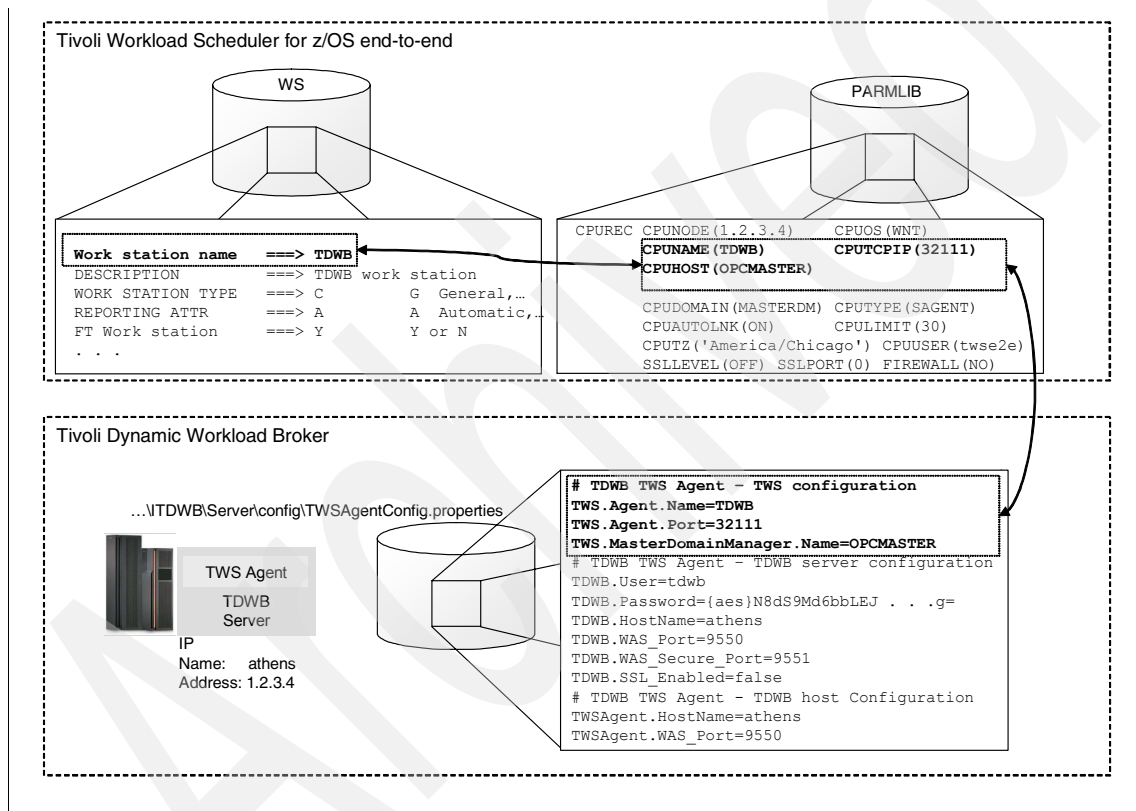 Tivoli Workload Scheduler for z/OS end-to-end
WS
PARMLIB
Work station name ===> TDWB
DESCRIPTION ===> TDWB work station
WORK STATION TYPE ===> C G General,…
REPORTING ATTR ===> A A Automatic,…
FT Work station ===> Y Y or N
. . .
CPUREC CPUNODE(1.2.3.4) CPUOS(WNT)
CPUNAME(TDWB) CPUTCPIP(32111)
CPUHOST(OPCMASTER)
CPUDOMAIN(MASTERDM) CPUTYPE(SAGENT)
CPUAUTOLNK(ON) CPULIMIT(30)
CPUTZ('America/Chicago') CPUUSER(twse2e)
SSLLEVEL(OFF) SSLPORT(0) FIREWALL(NO)
Tivoli Dynamic Workload Broker
…\ITDWB\Server\config\TWSAgentConfig.properties
TWS Agent
TDWB
Server
IP
Name: athens
Address: 1.2.3.4
# TDWB TWS Agent – TWS configuration
TWS.Agent.Name=TDWB
TWS.Agent.Port=32111
TWS.MasterDomainManager.Name=OPCMASTER
# TDWB TWS Agent - TDWB server configuration
TDWB.User=tdwb
TDWB.Password={aes}N8dS9Md6bbLEJ . . .g=
TDWB.HostName=athens
TDWB.WAS_Port=9550
TDWB.WAS_Secure_Port=9551
TDWB.SSL_Enabled=false
# TDWB TWS Agent - TDWB host Configuration
TWSAgent.HostName=athens
TWSAgent.WAS_Port=9550
Archived